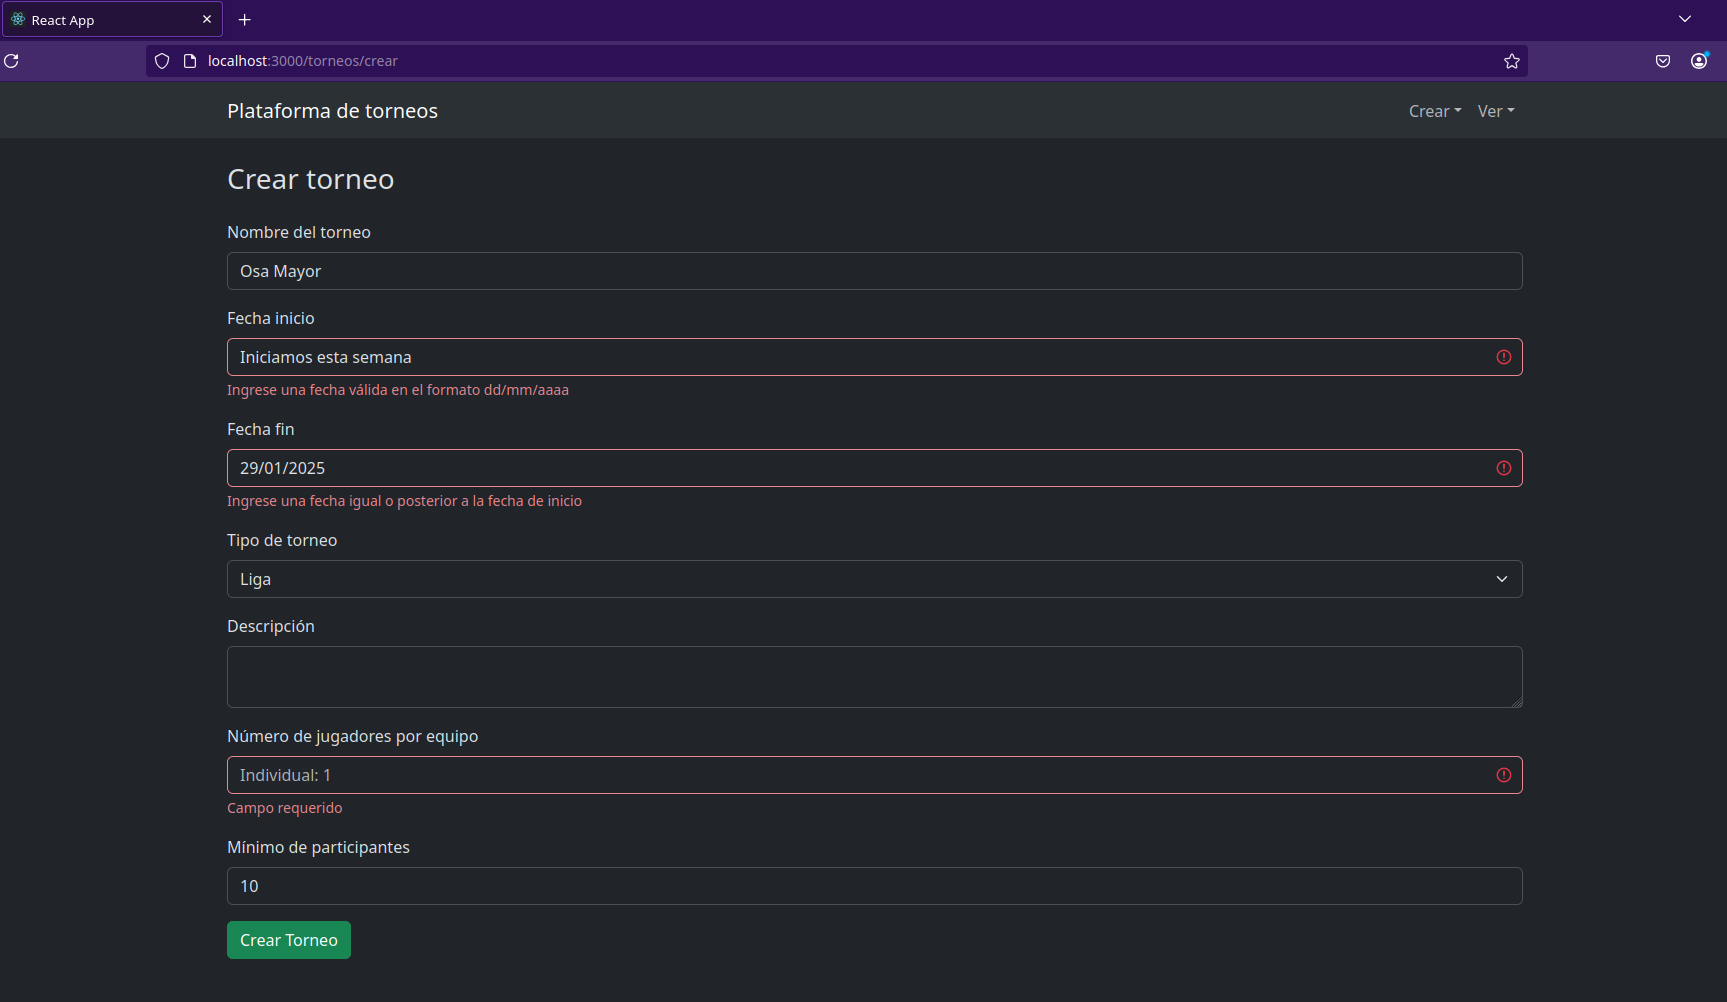 React App
localhost:3000/torneos/crear
Plataforma de torneos
Crear
Ver
Crear torneo
Nombre del torneo
Osa Mayor
Fecha inicio
Iniciamos esta semana
Ingrese una fecha válida en el formato dd/mm/aaaa
Fecha fin
29/01/2025
Ingrese una fecha igual o posterior a la fecha de inicio
Tipo de torneo
Liga
Descripción
Número de jugadores por equipo
Individual: 1
Campo requerido
Mínimo de participantes
10
Crear Torneo